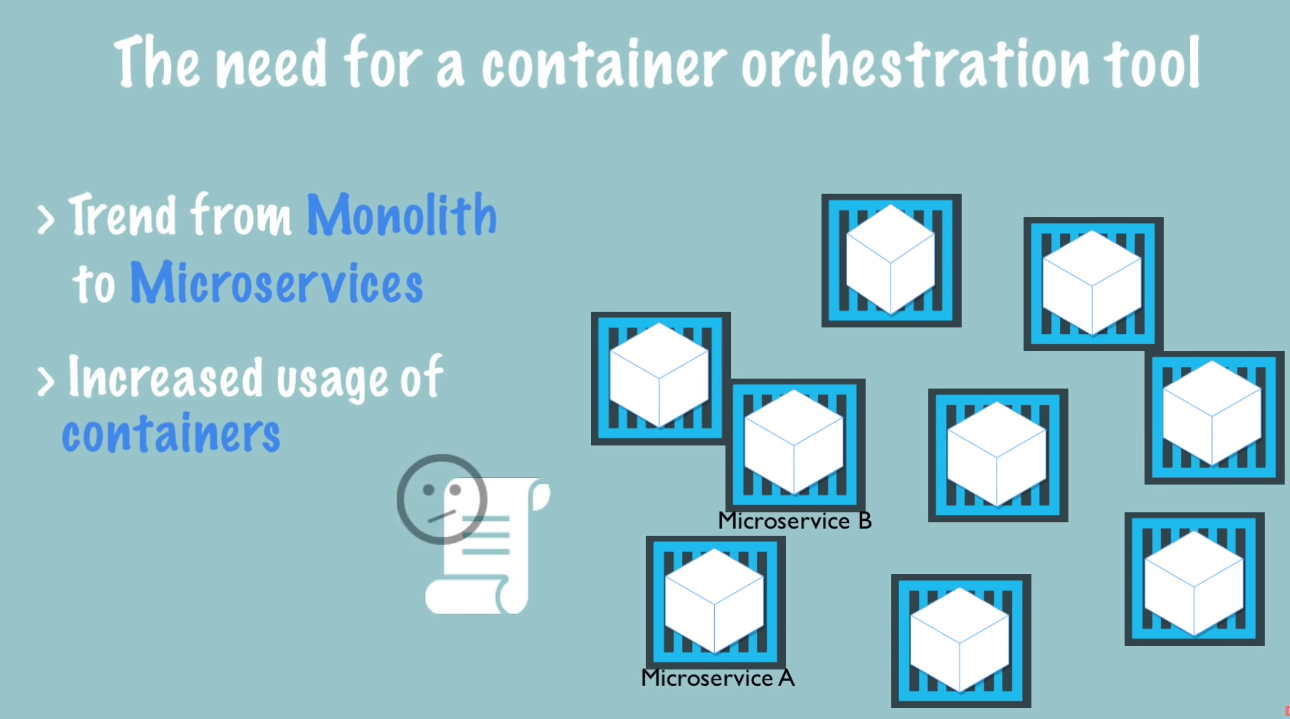 The need for a container orchestration tool
> Trend from Monolith
to Microservices
> Increased usage of
containers
Microservice B
Microservice A